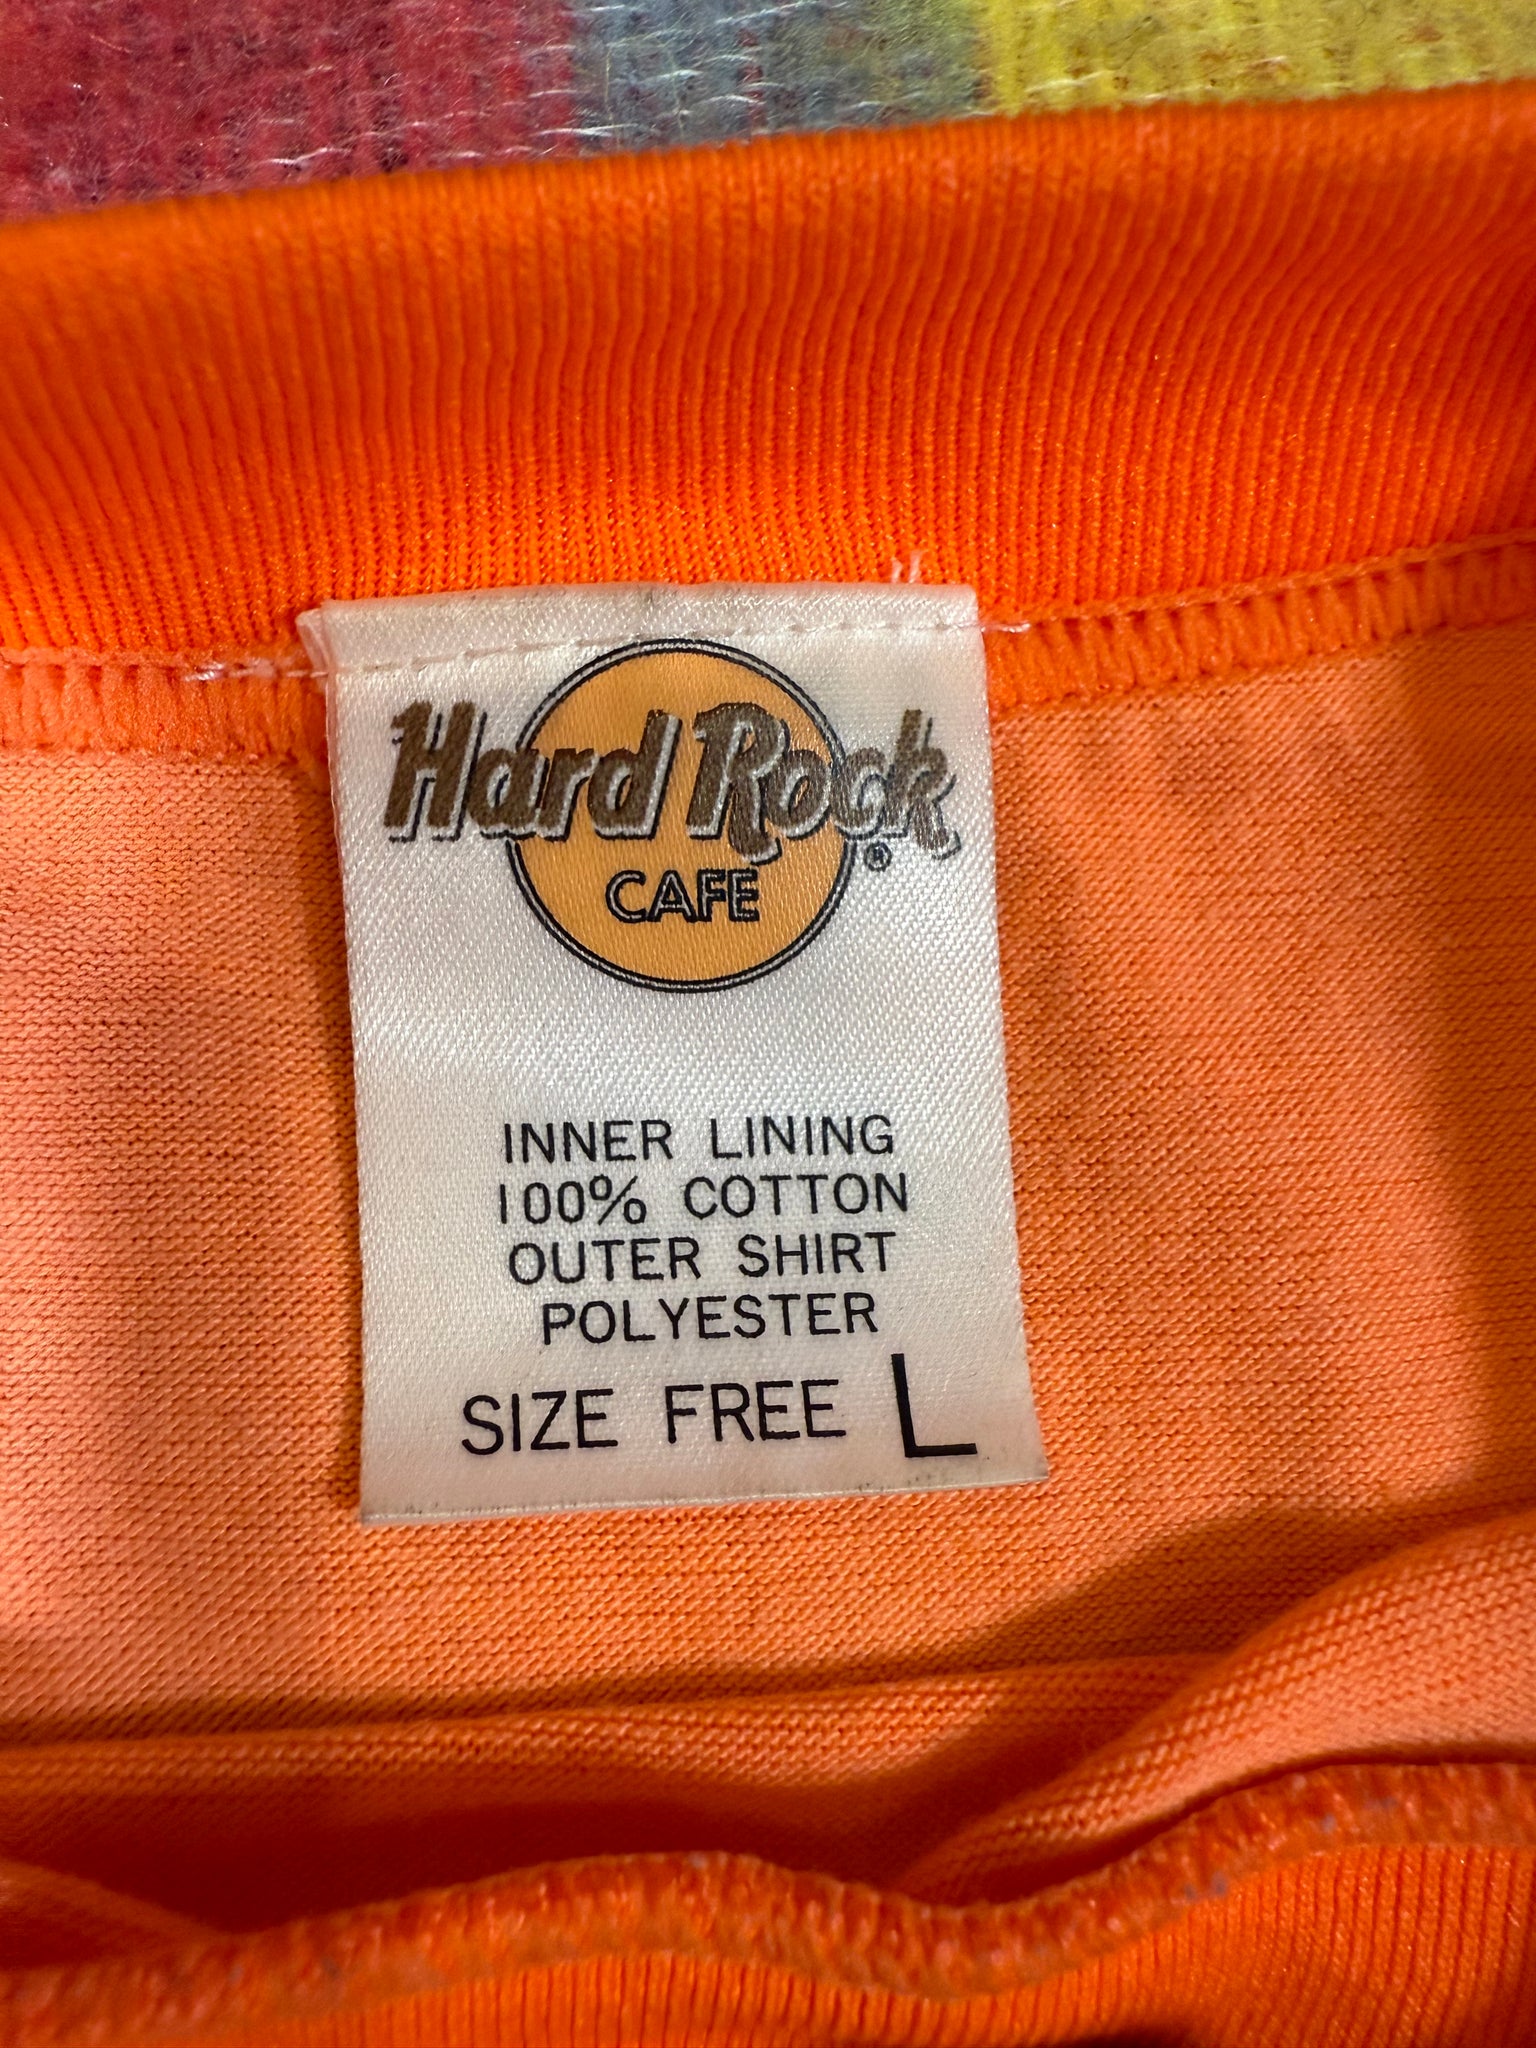 Hard Rock
®
CAFE
INNER LINING
100% COTTON
OUTER SHIRT
POLYESTER
SIZE FREE L